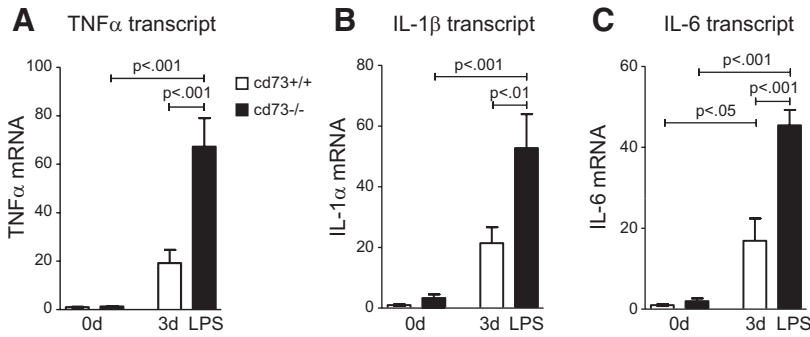 A TNFα transcript
100
80
60
40
20
0
TNFα mRNA
p<.001
p<.001
0d 3d LPS
cd73+/+
cd73-/-
B IL-1β transcript
80
60
40
20
0
IL-1α mRNA
p<.001
p<.01
0d 3d LPS
C IL-6 transcript
60
40
20
0
IL-6 mRNA
p<.001
p<.001
p<.05
0d 3d LPS